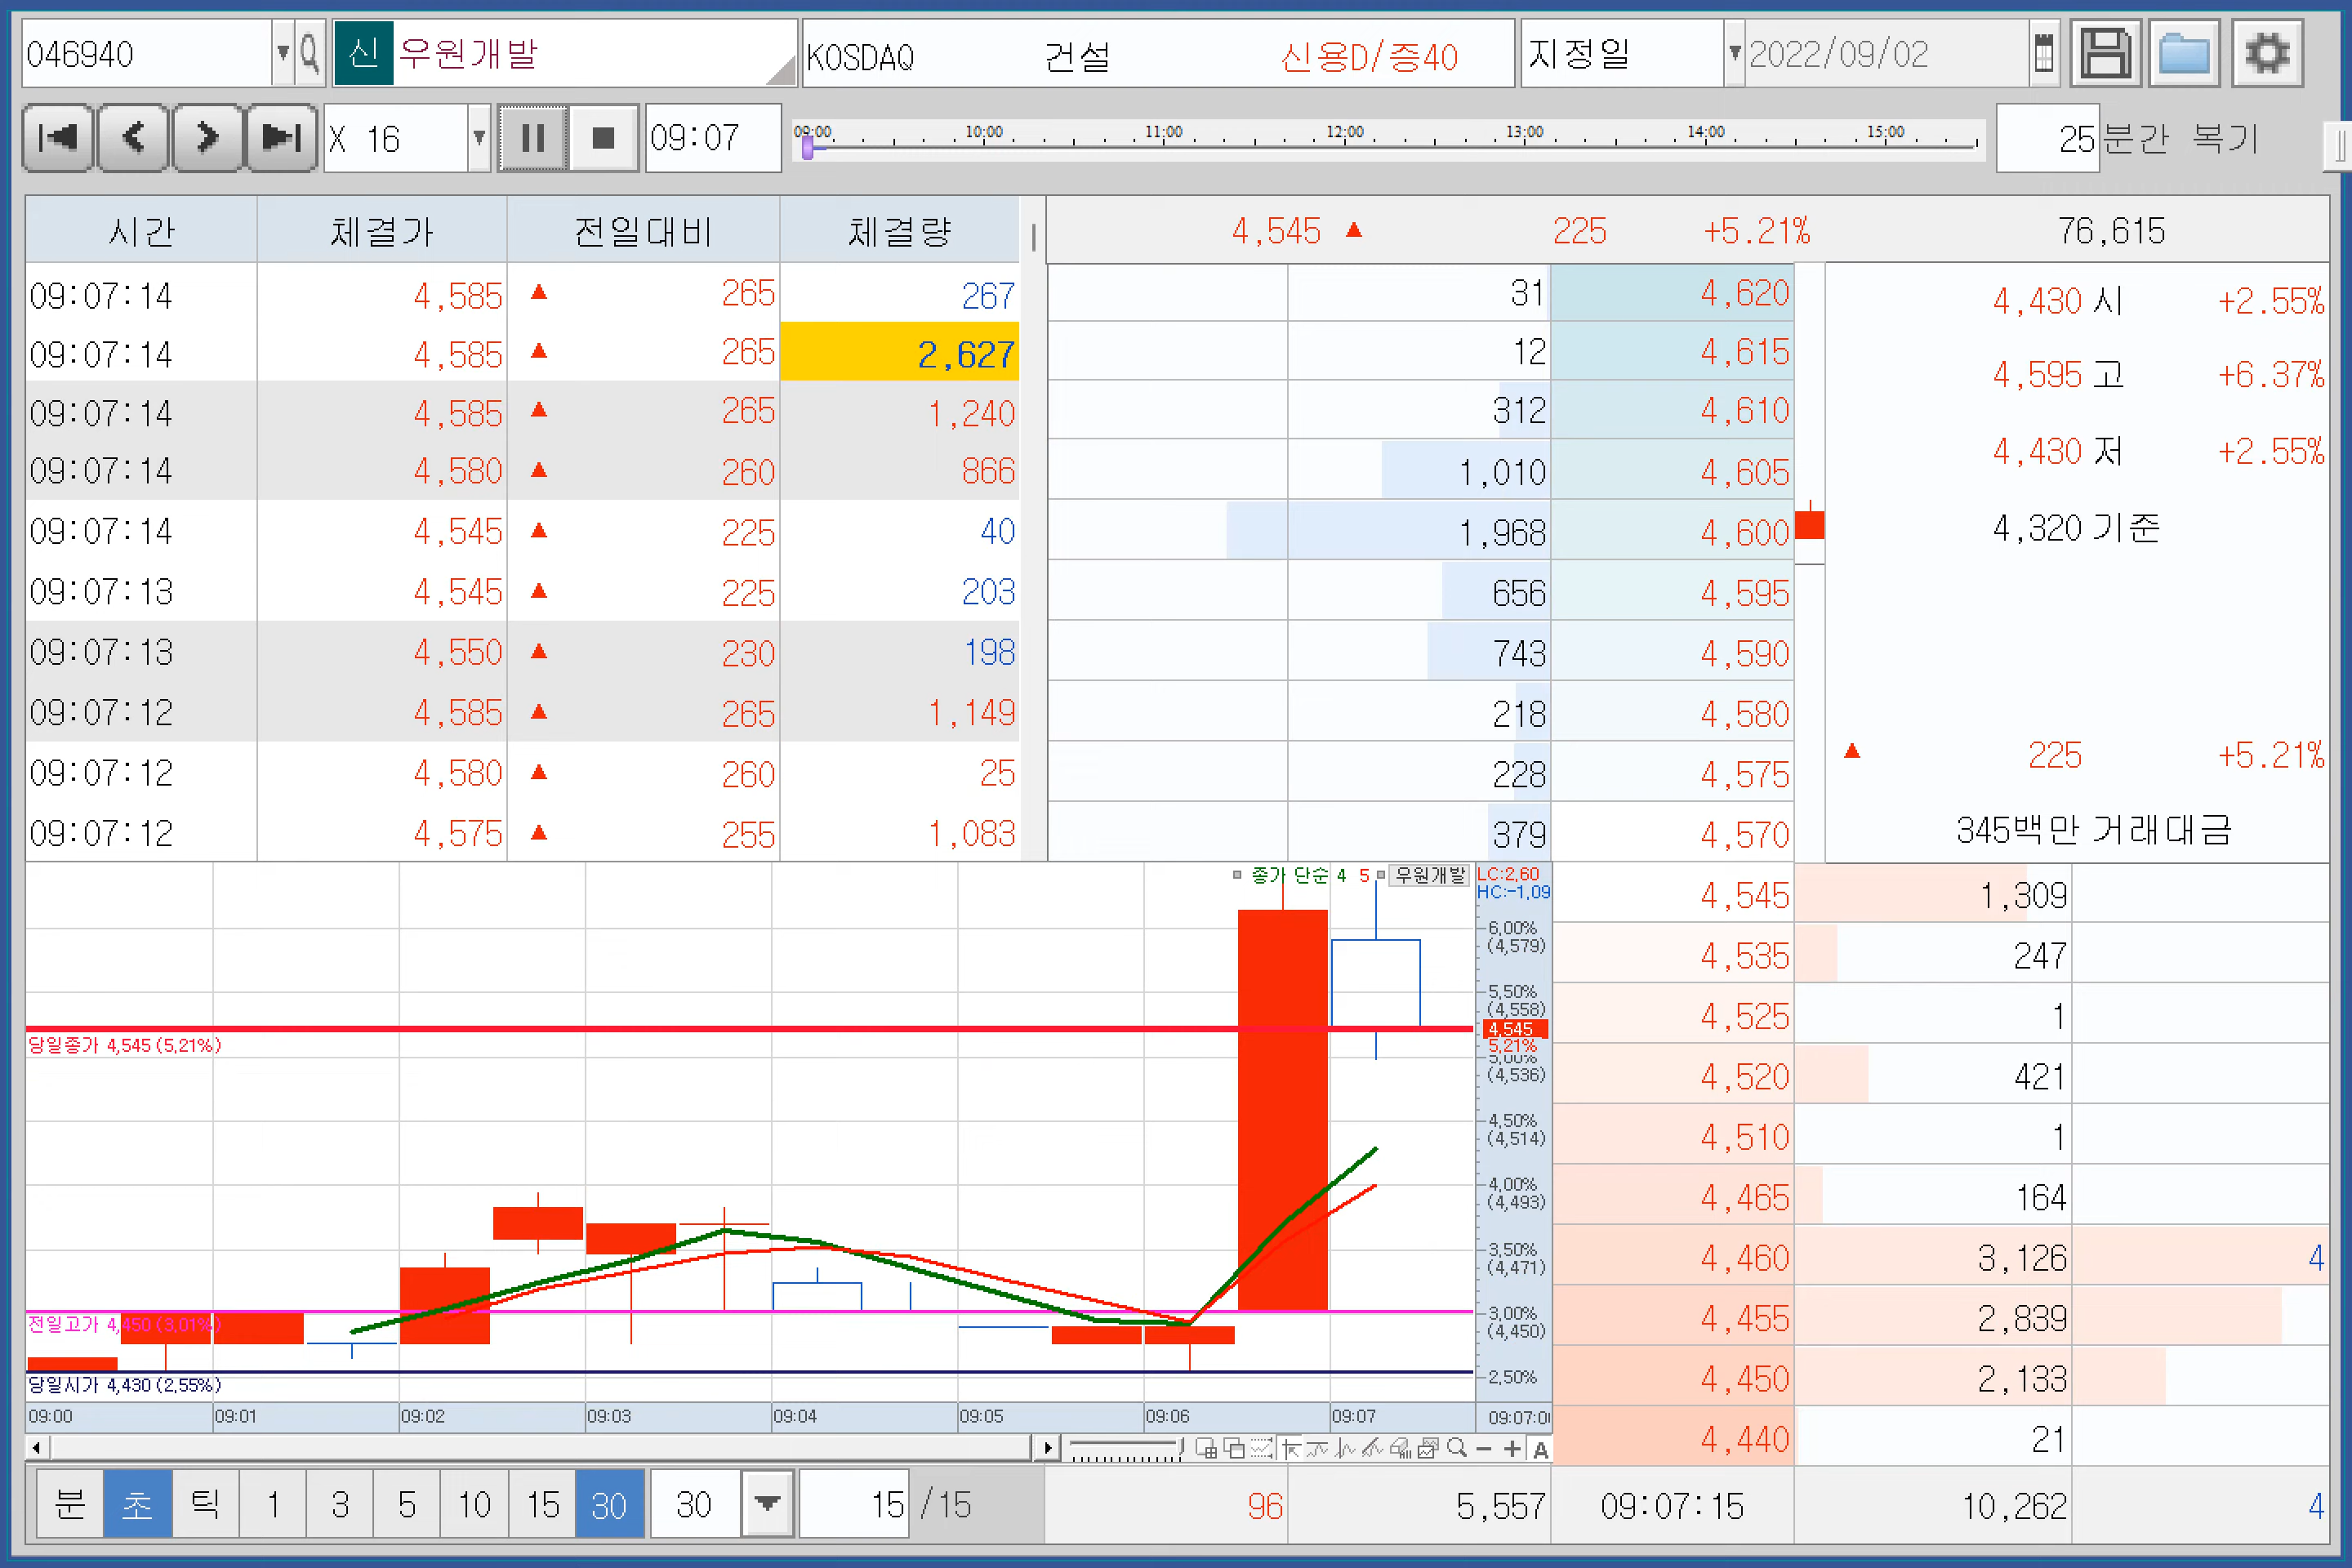 046940 신 우원개발 KOSDAQ 건설 신용D/증40 지정일 2022/09/02
X 16 09:07 09:00 10:00 11:00 12:00 13:00 14:00 15:00 25 분간 복기
시간 체결가 전일대비 체결량
09:07:14 4,585 ▲ 265 267
09:07:14 4,585 ▲ 265 2,627
09:07:14 4,585 ▲ 265 1,240
09:07:14 4,580 ▲ 260 866
09:07:14 4,545 ▲ 225 40
09:07:13 4,545 ▲ 225 203
09:07:13 4,550 ▲ 230 198
09:07:12 4,585 ▲ 265 1,149
09:07:12 4,580 ▲ 260 25
09:07:12 4,575 ▲ 255 1,083
4,545 ▲ 225 +5.21% 76,615
31 4,620
12 4,615
312 4,610
1,010 4,605
1,968 4,600
656 4,595
743 4,590
218 4,580
228 4,575
379 4,570
4,430 시 +2.55%
4,595 고 +6.37%
4,430 저 +2.55%
4,320 기준
▲ 225 +5.21%
345백만 거래대금
종가 단순 4 5 우원개발
LC:2,60
HC:-1,09
6,00%
(4,579)
5,50%
(4,558)
4,545
5,21%
5,00%
(4,536)
4,50%
(4,514)
4,00%
(4,493)
3,50%
(4,471)
3,00%
(4,450)
2,50%
당일종가 4,545 (5,21%)
전일고가 4,450 (3,01%)
당일시가 4,430 (2,55%)
09:00 09:01 09:02 09:03 09:04 09:05 09:06 09:07 09:07:0
A
4,545 1,309
4,535 247
4,525 1
4,520 421
4,510 1
4,465 164
4,460 3,126 4
4,455 2,839
4,450 2,133
4,440 21
분 초 틱 1 3 5 10 15 30 30 15 /15
96 5,557 09:07:15 10,262 4